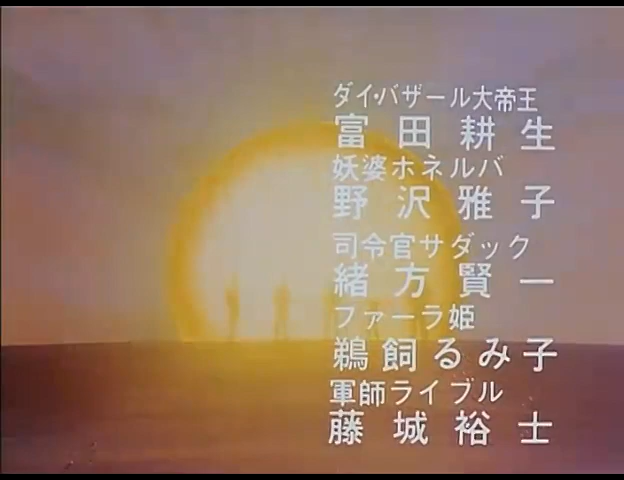 ダイ・バザール大帝王
富田耕生
妖婆ホネルバ
野沢雅子
司令官サダック
緒方賢一
ファーラ姫
鵜飼るみ子
軍師ライブル
藤城裕士